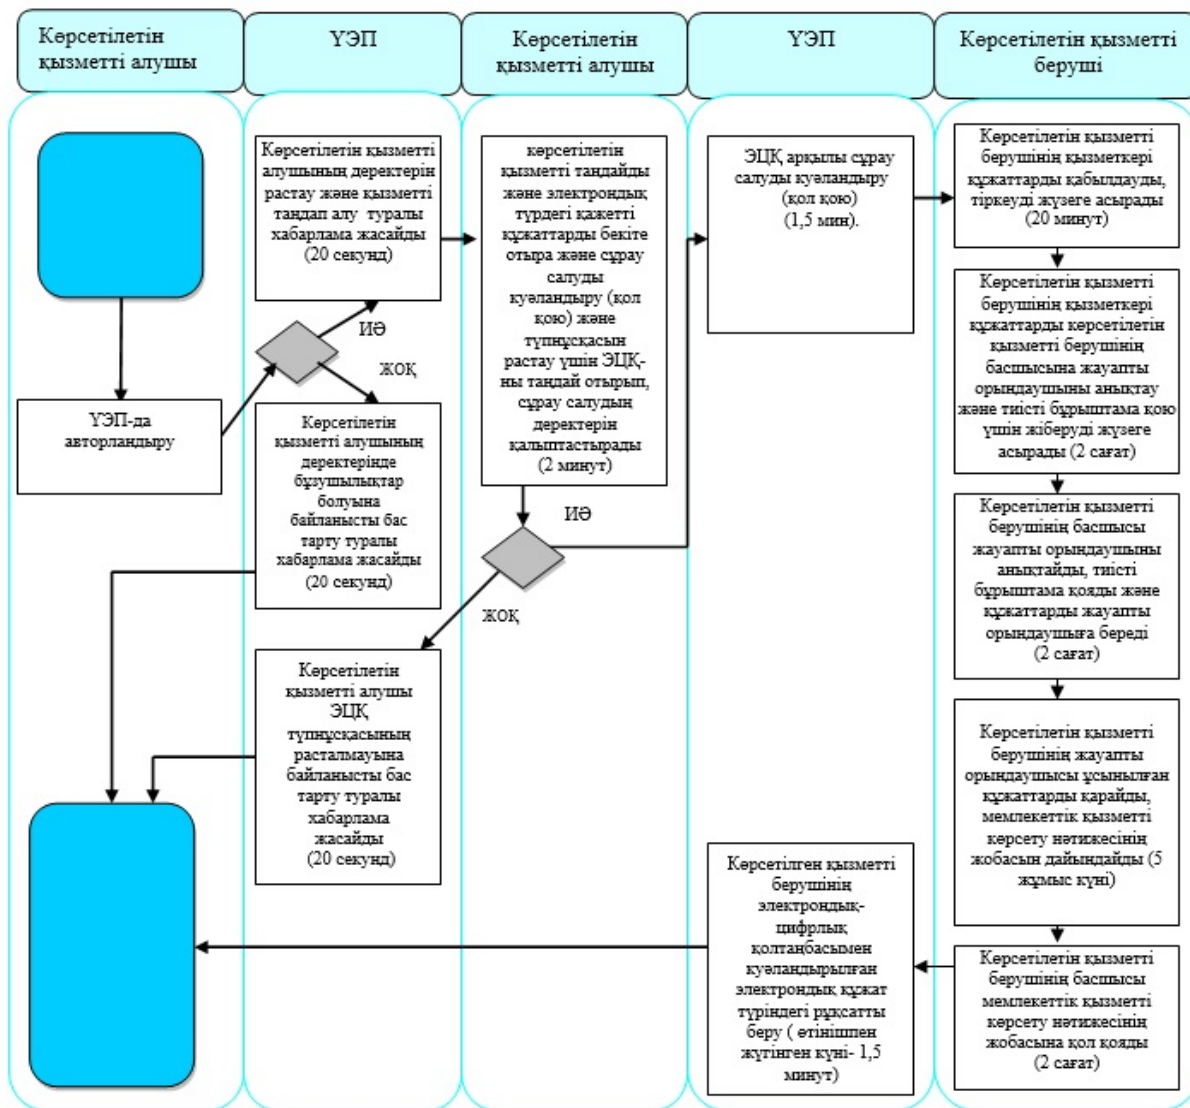 Көрсетілетін
қызметті алушы
ҮЭП
Көрсетілетін
қызметті алушы
ҮЭП
Көрсетілетін қызметті
беруші
ҮЭП-да
авторландыру
Көрсетілетін қызметті
алушының деректерін
растау және қызметті
таңдап алу туралы
хабарлама жасайды
(20 секунд)
ИӘ
ЖОҚ
Көрсетілетін
қызметті алушының
деректерінде
бұзушылықтар
болуына
байланысты бас
тарту туралы
хабарлама жасайды
(20 секунд)
Көрсетілетін
қызметті алушы
ЭЦҚ
түпнұсқасының
расталмауына
байланысты бас
тарту туралы
хабарлама
жасайды
(20 секунд)
көрсетілетін
қызметті таңдайды
және электрондық
түрдегі қажетті
құжаттарды бекіте
отыра және сұрау
салуды
куәландыру (қол
қою) және
түпнұсқасын
растау үшін ЭЦҚ-
ны таңдай отырып,
сұрау салудың
деректерін
қалыптастырады
(2 минут)
ИӘ
ЖОҚ
ЭЦҚ арқылы сұрау
салуды куәландыру
(қол қою)
(1,5 мин).
Көрсетілген қызметті
берушінің
электрондық-
цифрлық
қолтаңбасымен
куәландырылған
электрондық құжат
түріндегі рұқсатты
беру ( өтінішпен
жүгінген күні- 1,5
минут)
Көрсетілетін қызметті
берушінің қызметкері
құжаттарды қабылдауды,
тіркеуді жүзеге асырады
(20 минут)
Көрсетілетін қызметті
берушінің қызметкері
құжаттарды көрсетілетін
қызметті берушінің
басшысына жауапты
орындаушыны анықтау
және тиісті бұрыштама қою
үшін жіберуді жүзеге
асырады (2 сағат)
Көрсетілетін қызметті
берушінің басшысы
жауапты орындаушыны
анықтайды, тиісті
бұрыштама қояды және
құжаттарды жауапты
орындаушыға береді
(2 сағат)
Көрсетілетін қызметті
берушінің жауапты
орындаушысы ұсынылған
құжаттарды қарайды,
мемлекеттік қызметті
көрсету нәтижесінің
жобасын дайындайды (5
жұмыс күні)
Көрсетілетін қызметті
берушінің басшысы
мемлекеттік қызметті
көрсету нәтижесінің
жобасына қол қояды
(2 сағат)